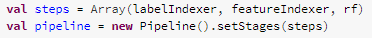 val steps = Array(labelIndexer, featureIndexer, rf)
val pipeline = new Pipeline().setStages(steps)